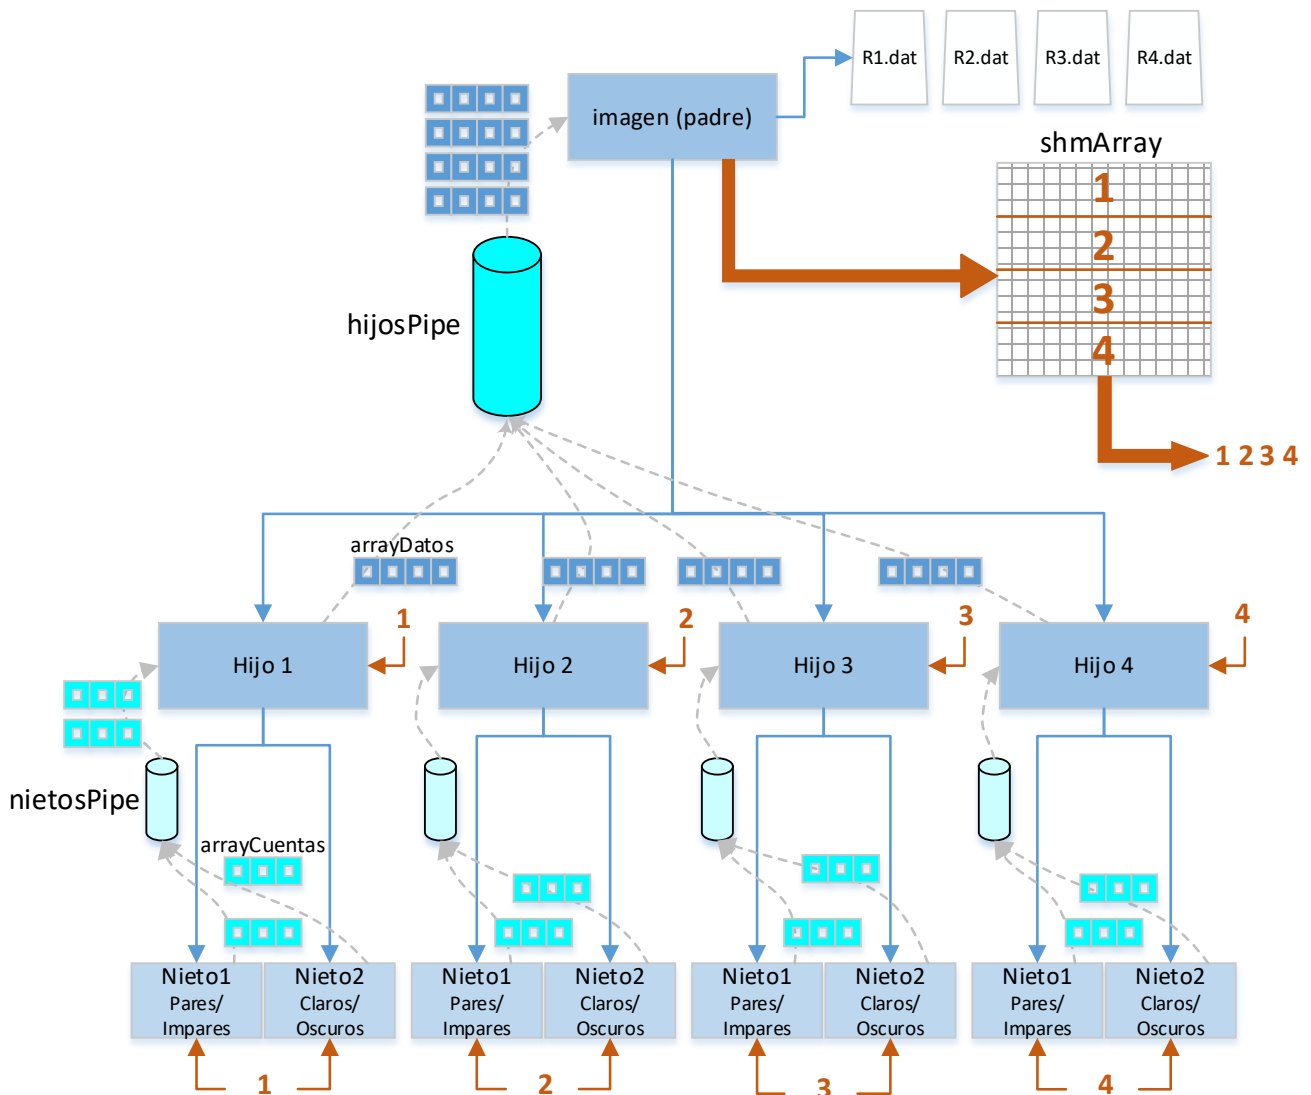 R1.dat
R2.dat
R3.dat
R4.dat
imagen (padre)
shmArray
1
2
3
4
hijosPipe
1 2 3 4
arrayDatos
1
2
3
4
Hijo 1
Hijo 2
Hijo 3
Hijo 4
nietosPipe
arrayCuentas
Nieto1
Pares/
Impares
Nieto2
Claros/
Oscuros
Nieto1
Pares/
Impares
Nieto2
Claros/
Oscuros
Nieto1
Pares/
Impares
Nieto2
Claros/
Oscuros
Nieto1
Pares/
Impares
Nieto2
Claros/
Oscuros
1
2
3
4